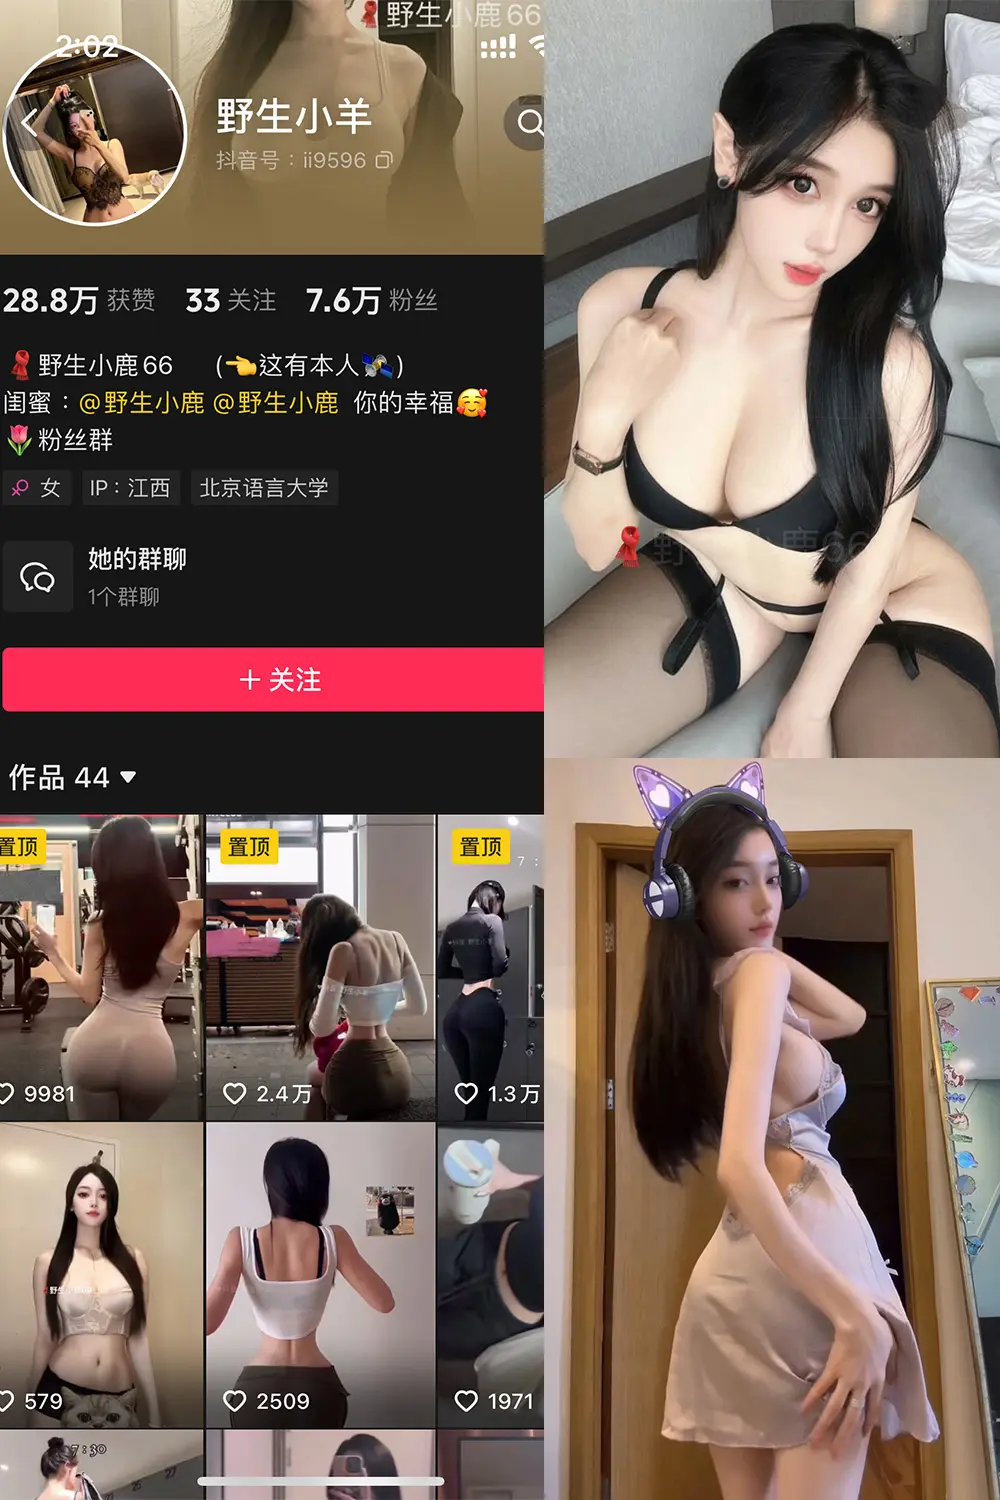 野生小鹿66
2:02
野生小羊
抖音号：ii9596
28.8万 获赞 33 关注 7.6万 粉丝
野生小鹿66 (👈这有本人🛰️)
闺蜜：@野生小鹿 @野生小鹿 你的幸福🥰
🌷粉丝群
♀ 女 IP：江西 北京语言大学
她的群聊
1个群聊
+ 关注
作品 44 ▼
置顶 置顶 置顶
9981 2.4万 1.3万
579 2509 1971
7:30
27
野生小鹿66